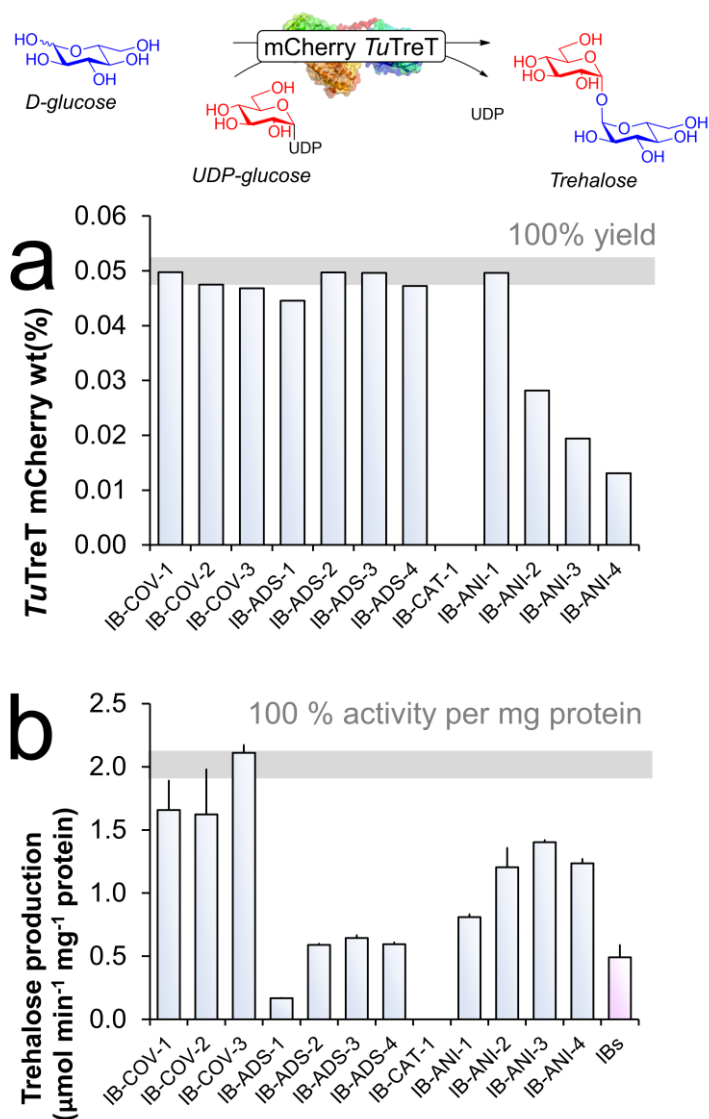 mCherry TuTreT
HO
HO
HO
OH
O
OH
D-glucose
HO
HO
HO
O
OH
UDP
UDP-glucose
UDP
HO
HO
HO
O
OH
O
HO
O
OH
HO
OH
OH
Trehalose
a
TuTreT mCherry wt(%)
0.06
0.05
0.04
0.03
0.02
0.01
0.00
100% yield
IB-COV-1
IB-COV-2
IB-COV-3
IB-ADS-1
IB-ADS-2
IB-ADS-3
IB-ADS-4
IB-CAT-1
IB-ANI-1
IB-ANI-2
IB-ANI-3
IB-ANI-4
b
Trehalose production
(µmol min⁻¹ mg⁻¹ protein)
2.5
2.0
1.5
1.0
0.5
0.0
100 % activity per mg protein
IB-COV-1
IB-COV-2
IB-COV-3
IB-ADS-1
IB-ADS-2
IB-ADS-3
IB-ADS-4
IB-CAT-1
IB-ANI-1
IB-ANI-2
IB-ANI-3
IB-ANI-4
IBs